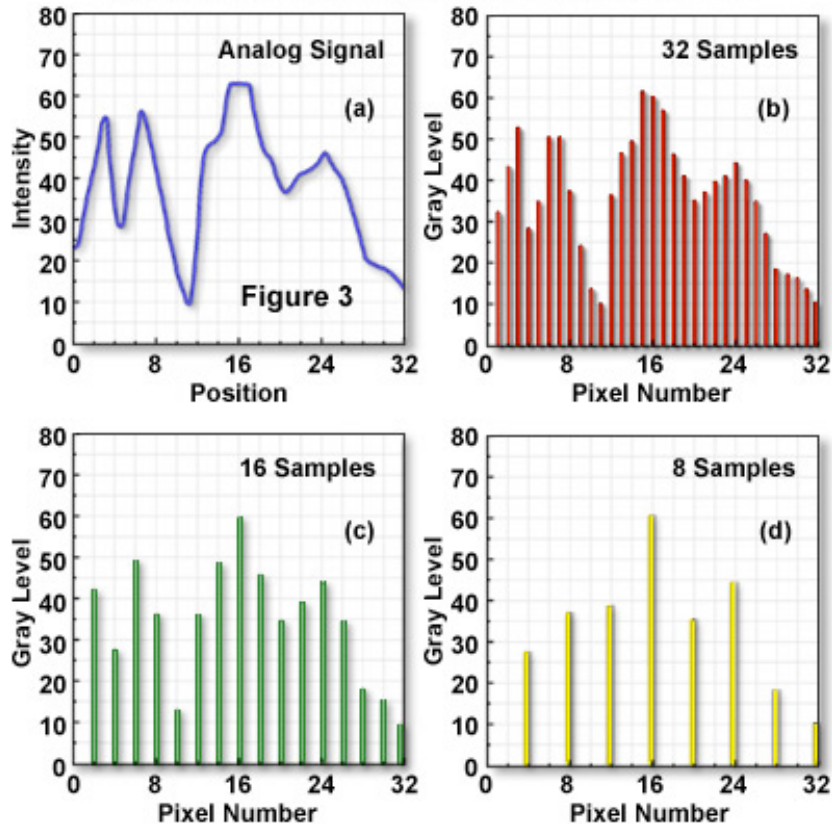 80
70
60
50
40
30
20
10
0
Intensity
Analog Signal
(a)
Figure 3
0 8 16 24 32
Position
80
70
60
50
40
30
20
10
0
Gray Level
32 Samples
(b)
0 8 16 24 32
Pixel Number
80
70
60
50
40
30
20
10
0
Gray Level
16 Samples
(c)
0 8 16 24 32
Pixel Number
80
70
60
50
40
30
20
10
0
Gray Level
8 Samples
(d)
0 8 16 24 32
Pixel Number